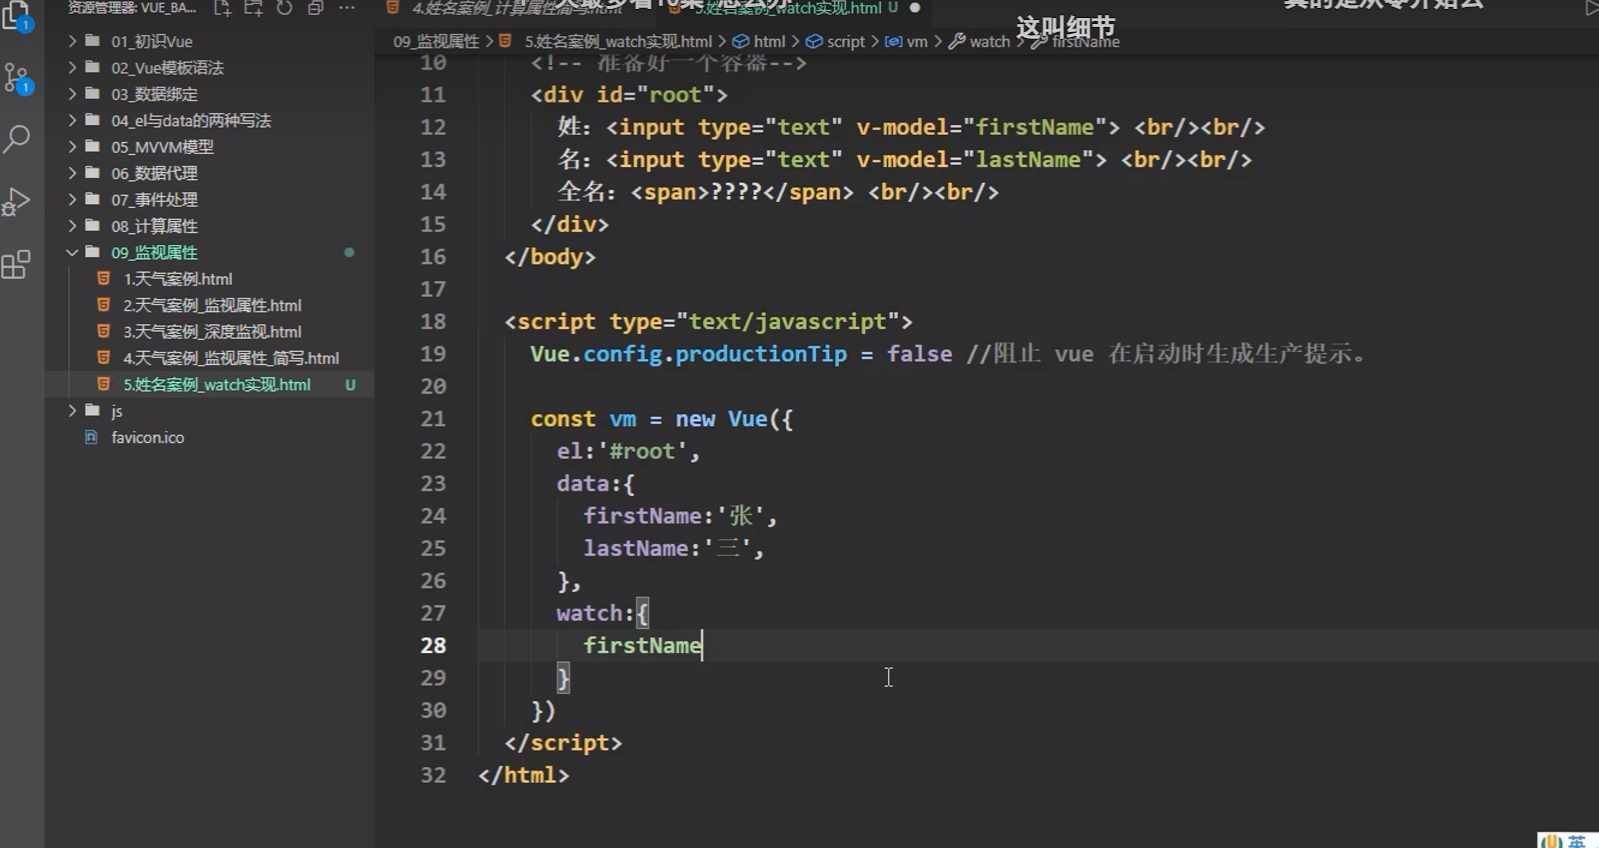 资源管理器: VUE_BA...
4.姓名案例_计算属性简写.html
5.姓名案例_watch实现.html U
这叫细节
01_初识Vue
02_Vue模板语法
03_数据绑定
04_el与data的两种写法
05_MVVM模型
06_数据代理
07_事件处理
08_计算属性
09_监视属性
1.天气案例.html
2.天气案例_监视属性.html
3.天气案例_深度监视.html
4.天气案例_监视属性_简写.html
5.姓名案例_watch实现.html U
js
favicon.ico
09_监视属性 > 5.姓名案例_watch实现.html > html > script > vm > watch > firstName
10 <!-- 准备好一个容器-->
11 <div id="root">
12 姓：<input type="text" v-model="firstName"> <br/><br/>
13 名：<input type="text" v-model="lastName"> <br/><br/>
14 全名：<span>????</span> <br/><br/>
15 </div>
16 </body>
17
18 <script type="text/javascript">
19 Vue.config.productionTip = false //阻止 vue 在启动时生成生产提示。
20
21 const vm = new Vue({
22 el:'#root',
23 data:{
24 firstName:'张',
25 lastName:'三',
26 },
27 watch:{
28 firstName
29 }
30 })
31 </script>
32 </html>
1
1
英